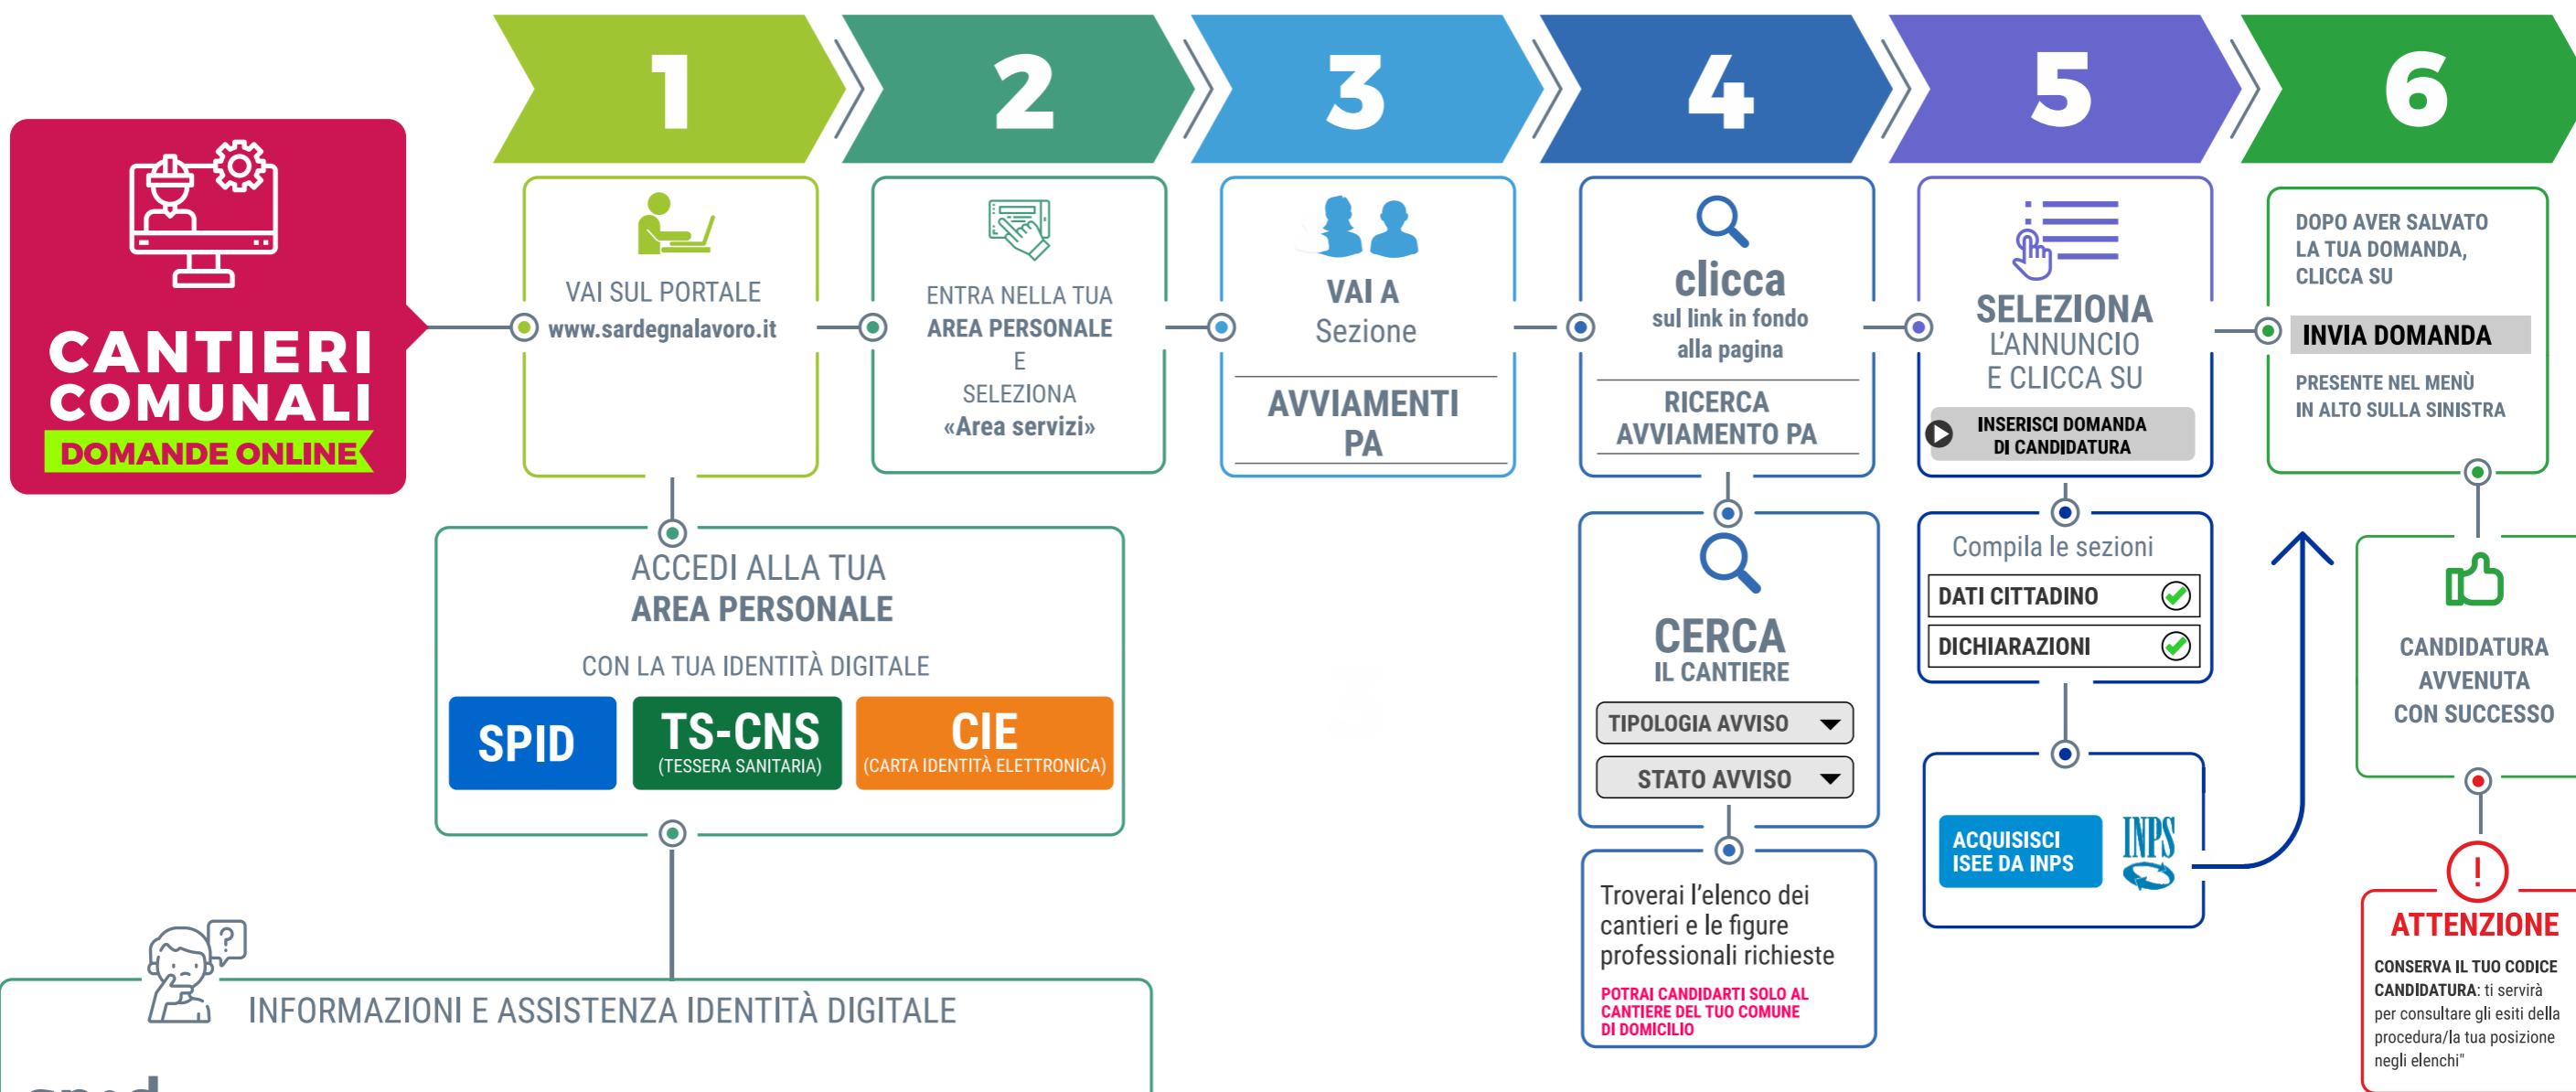 CANTIERI
COMUNALI
DOMANDE ONLINE
1
VAI SUL PORTALE
www.sardegnalavoro.it
ACCEDI ALLA TUA
AREA PERSONALE
CON LA TUA IDENTITÀ DIGITALE
SPID
TS-CNS
(TESSERA SANITARIA)
CIE
(CARTA IDENTITÀ ELETTRONICA)
INFORMAZIONI E ASSISTENZA IDENTITÀ DIGITALE
2
ENTRA NELLA TUA
AREA PERSONALE
E
SELEZIONA
«Area servizi»
3
VAI A
Sezione
AVVIAMENTI
PA
4
clicca
sul link in fondo
alla pagina
RICERCA
AVVIAMENTO PA
CERCA
IL CANTIERE
TIPOLOGIA AVVISO
STATO AVVISO
Troverai l'elenco dei
cantieri e le figure
professionali richieste
POTRAI CANDIDARTI SOLO AL
CANTIERE DEL TUO COMUNE
DI DOMICILIO
5
SELEZIONA
L'ANNUNCIO
E CLICCA SU
INSERISCI DOMANDA
DI CANDIDATURA
Compila le sezioni
DATI CITTADINO
DICHIARAZIONI
ACQUISISCI
ISEE DA INPS
INPS
6
DOPO AVER SALVATO
LA TUA DOMANDA,
CLICCA SU
INVIA DOMANDA
PRESENTE NEL MENÙ
IN ALTO SULLA SINISTRA
CANDIDATURA
AVVENUTA
CON SUCCESSO
!
ATTENZIONE
CONSERVA IL TUO CODICE
CANDIDATURA: ti servirà
per consultare gli esiti della
procedura/la tua posizione
negli elenchi"
?